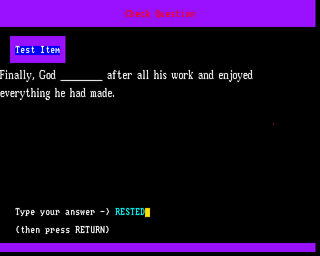 Quick Question
Test Item
Finally, God ________ after all his work and enjoyed
everything he had made.
Type your answer -) RESTED
(then press RETURN)